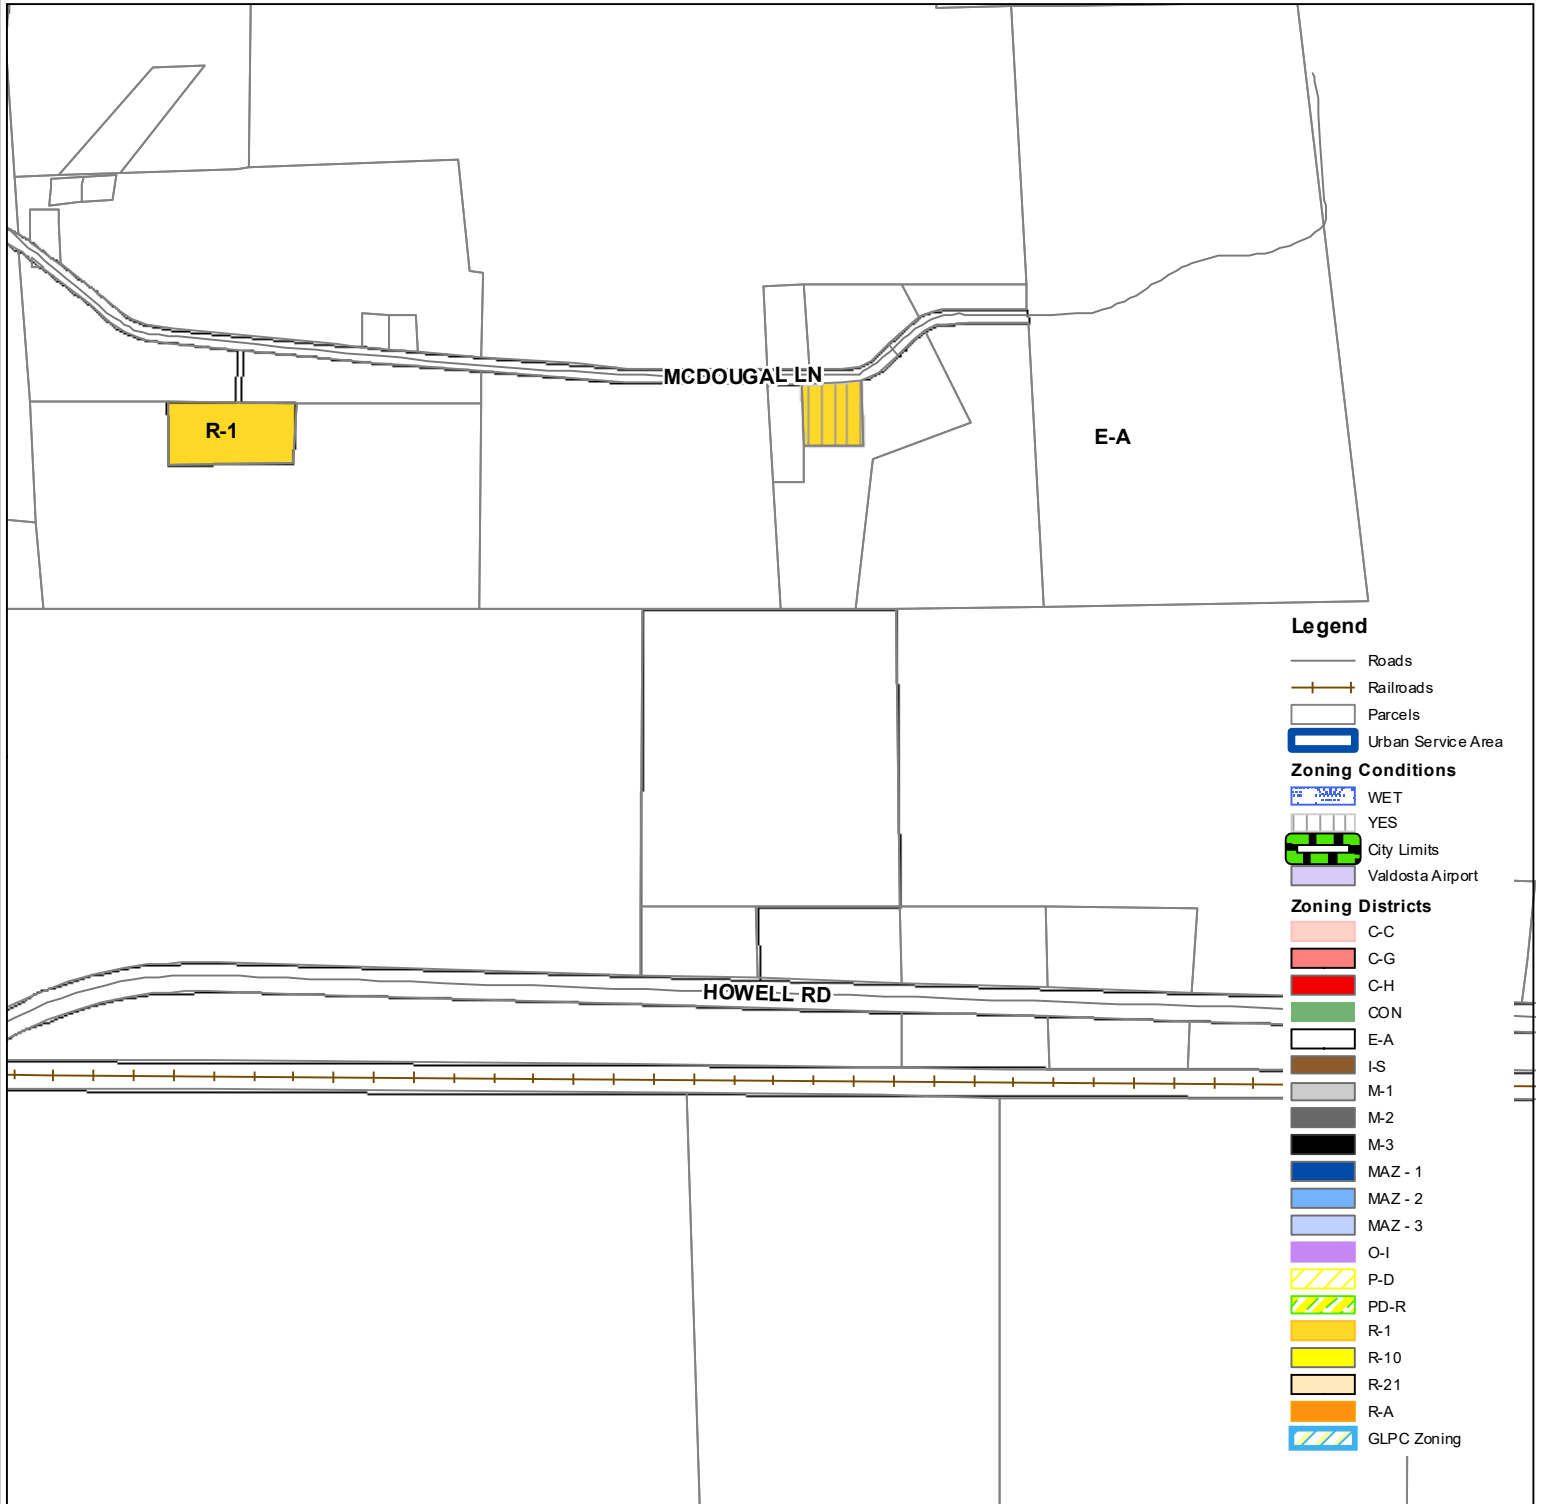 MCDOUGAL LN
R-1
E-A
HOWELL RD
Legend
Roads
Railroads
Parcels
Urban Service Area
Zoning Conditions
WET
YES
City Limits
Valdosta Airport
Zoning Districts
C-C
C-G
C-H
CON
E-A
I-S
M-1
M-2
M-3
MAZ - 1
MAZ - 2
MAZ - 3
O-I
P-D
PD-R
R-1
R-10
R-21
R-A
GLPC Zoning